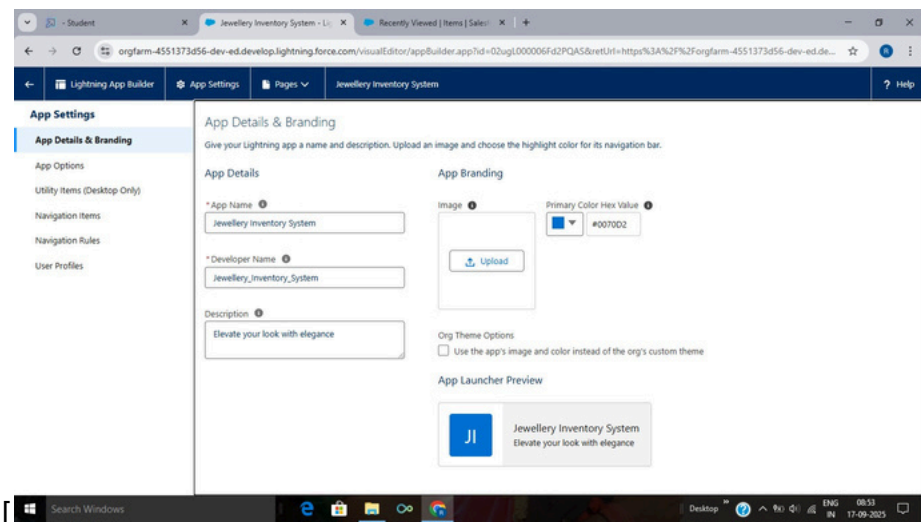 - Student
Jewellery Inventory System - Li
Recently Viewed | Items | Sales
orgfarm-4551373d56-dev-ed.develop.lightning.force.com/visualEditor/appBuilder.app?id=02ugL000006Fd2PQAS&retUrl=https%3A%2F%2Forgfarm-4551373d56-dev-ed.de...
Lightning App Builder
App Settings
Pages
Jewellery Inventory System
? Help
App Settings
App Details & Branding
App Options
Utility Items (Desktop Only)
Navigation Items
Navigation Rules
User Profiles
App Details & Branding
Give your Lightning app a name and description. Upload an image and choose the highlight color for its navigation bar.
App Details
* App Name
Jewellery Inventory System
* Developer Name
Jewellery_Inventory_System
Description
Elevate your look with elegance
App Branding
Image
Upload
Primary Color Hex Value
#0070D2
Org Theme Options
Use the app's image and color instead of the org's custom theme
App Launcher Preview
JI
Jewellery Inventory System
Elevate your look with elegance
[
Search Windows
Desktop
ENG
IN
08:53
17-09-2025